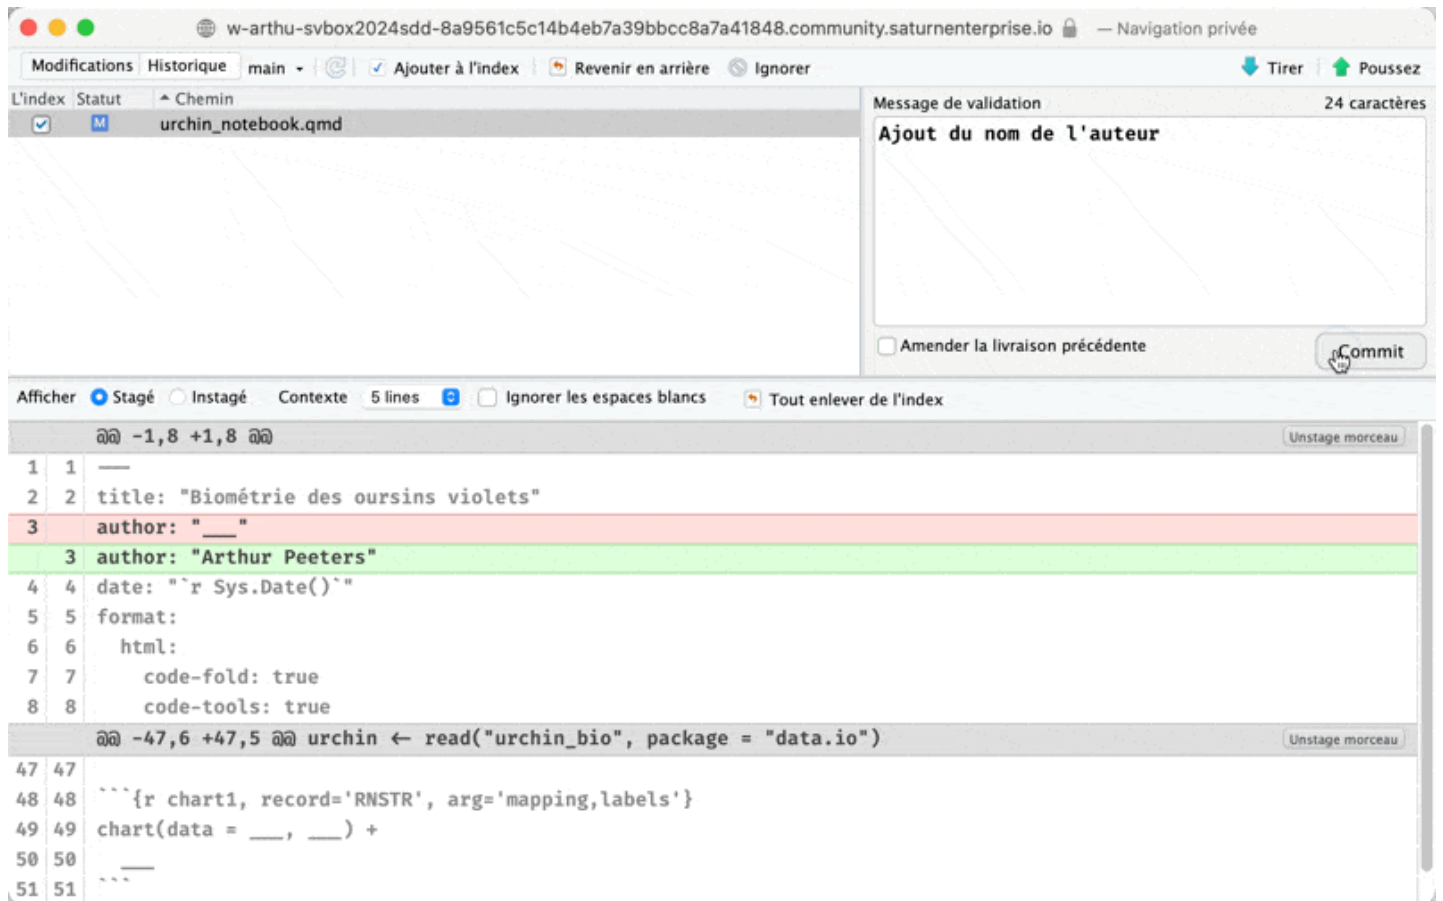 w-arthu-svbox2024sdd-8a9561c5c14b4eb7a39bbcc8a7a41848.community.saturnenterprise.io — Navigation privée
Modifications Historique main Ajouter à l'index Revenir en arrière Ignorer Tirer Poussez
L'index Statut Chemin
M urchin_notebook.qmd
Message de validation 24 caractères
Ajout du nom de l'auteur
Amender la livraison précédente Commit
Afficher Stagé Instagé Contexte 5 lines Ignorer les espaces blancs Tout enlever de l'index
@@ -1,8 +1,8 @@ Unstage morceau
1 1 ---
2 2 title: "Biométrie des oursins violets"
3 author: "___"
3 author: "Arthur Peeters"
4 4 date: "`r Sys.Date()`"
5 5 format:
6 6 html:
7 7 code-fold: true
8 8 code-tools: true
@@ -47,6 +47,5 @@ urchin <- read("urchin_bio", package = "data.io") Unstage morceau
47 47
48 48 ```{r chart1, record='RNSTR', arg='mapping,labels'}
49 49 chart(data = ___, ___) +
50 50 ___
51 51 ```